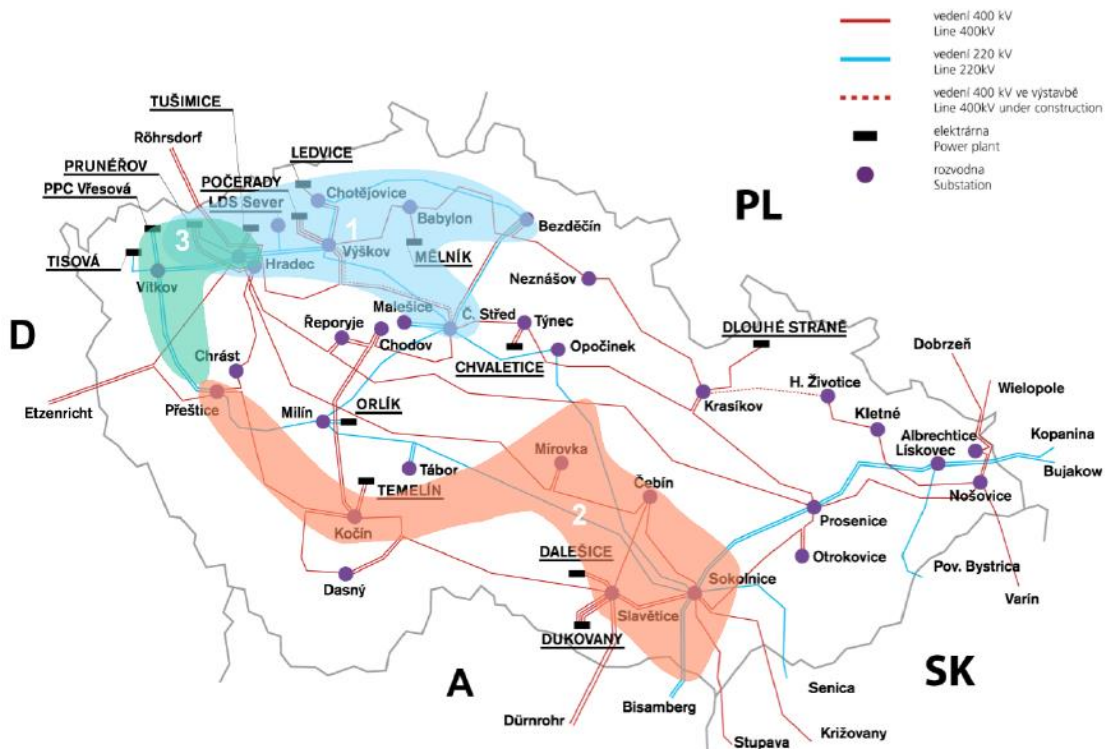 vedení 400 kV
Line 400kV
vedení 220 kV
Line 220kV
vedení 400 kV ve výstavbě
Line 400kV under construction
elektrárna
Power plant
rozvodna
Substation
TUŠIMICE
Röhrsdorf
LEDVICE
PRUNÉŘOV
POČERADY
Chotějovice
PPC Vřesová
LDS Sever
PL
Babylon
Bezděčín
3
1
Výškov
MĚLNÍK
TISOVÁ
Hradec
Vítkov
Neznášov
Malešice
Č. Střed
Týnec
DLOUHÉ STRÁNĚ
D
Řeporyje
Chodov
Opočinek
Dobrzeń
Chrást
CHVALETICE
Wielopole
Etzenricht
Přeštice
Krasíkov
H. Životice
Milín
ORLÍK
Kletné
Albrechtice
Kopanina
Lískovec
Mírovka
Bujakow
Tábor
TEMELÍN
Čebín
Nošovice
2
Prosenice
Kočín
DALEŠICE
Otrokovice
Sokolnice
Pov. Bystrica
Dasný
Varín
Slavětice
DUKOVANY
A
SK
Senica
Bisamberg
Dürnrohr
Križovany
Stupava